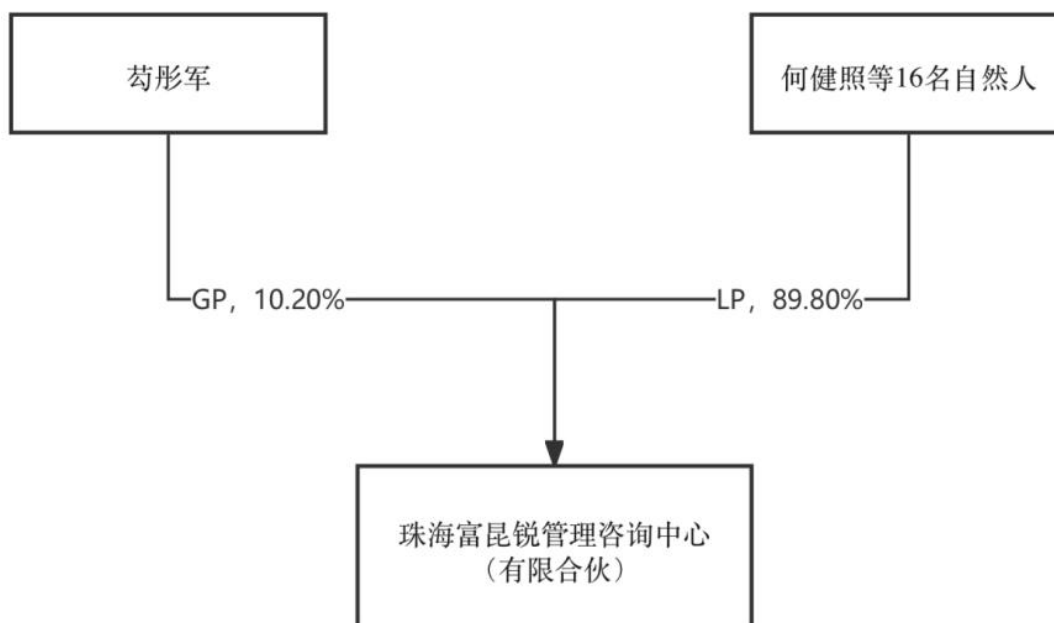 芶彤军
何健照等16名自然人
GP，10.20%
LP，89.80%
珠海富昆锐管理咨询中心
（有限合伙）